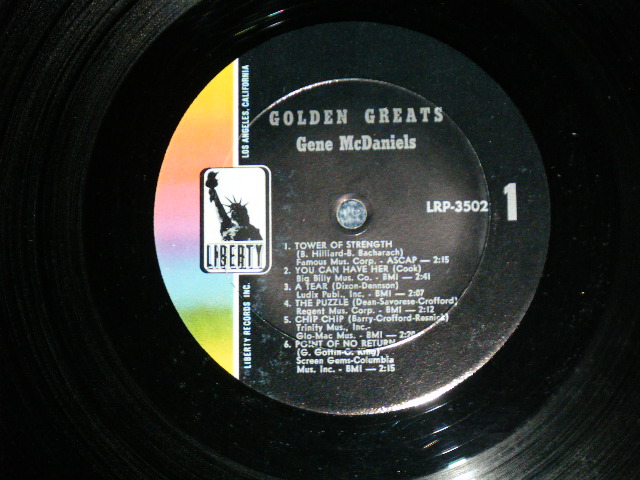 GOLDEN GREATS
Gene McDaniels
LOS ANGELES, CALIFORNIA
LIBERTY
LIBERTY RECORDS INC.
LRP-3502
1
1. TOWER OF STRENGTH
(B. Hilliard-B. Bacharach)
Famous Mus. Corp. - ASCAP — 2:15
2. YOU CAN HAVE HER (Cook)
Big Billy Mus. Co. - BMI — 2:41
3. A TEAR (Dixon-Dennson)
Ludix Publ., Inc. - BMI — 2:07
4. THE PUZZLE (Dean-Savorese-Crofford)
Regent Mus. Corp. - BMI — 2:12
5. CHIP CHIP (Barry-Crofford-Resnick)
Trinity Mus., Inc.-
Glo-Mac Mus. - BMI — 2:20
6. POINT OF NO RETURN
(G. Goffin-C. King)
Screen Gems-Columbia
Mus. Inc. - BMI — 2:15